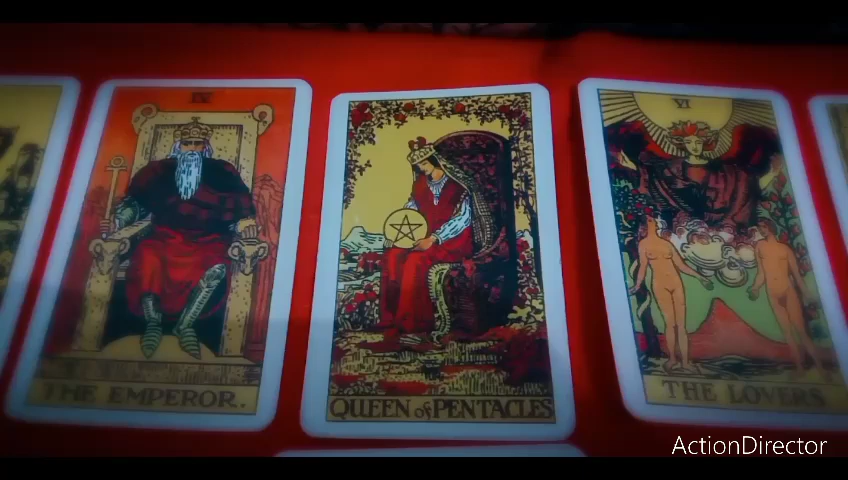 IV
VI
THE EMPEROR.
QUEEN of PENTACLES
THE LOVERS
ActionDirector